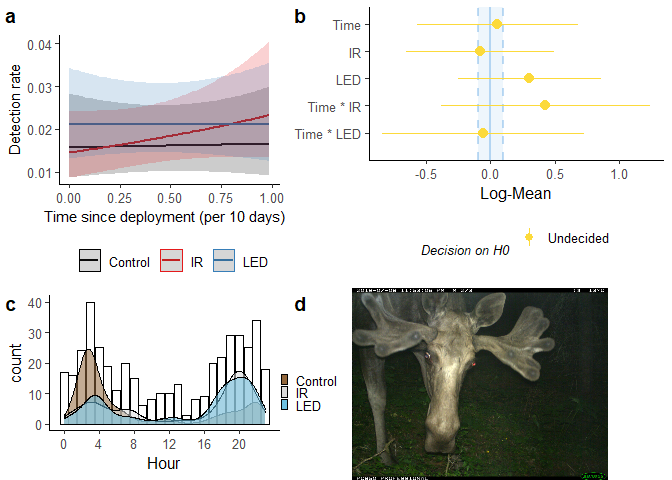 a
0.04
0.03
0.02
0.01
Detection rate
0.00 0.25 0.50 0.75 1.00
Time since deployment (per 10 days)
Control IR LED
b
Time
IR
LED
Time * IR
Time * LED
-0.5 0.0 0.5 1.0
Log-Mean
Decision on H0 Undecided
c
40
30
20
10
0
count
0 4 8 12 16 20
Hour
Control
IR
LED
d
PC850 PROFESSIONAL